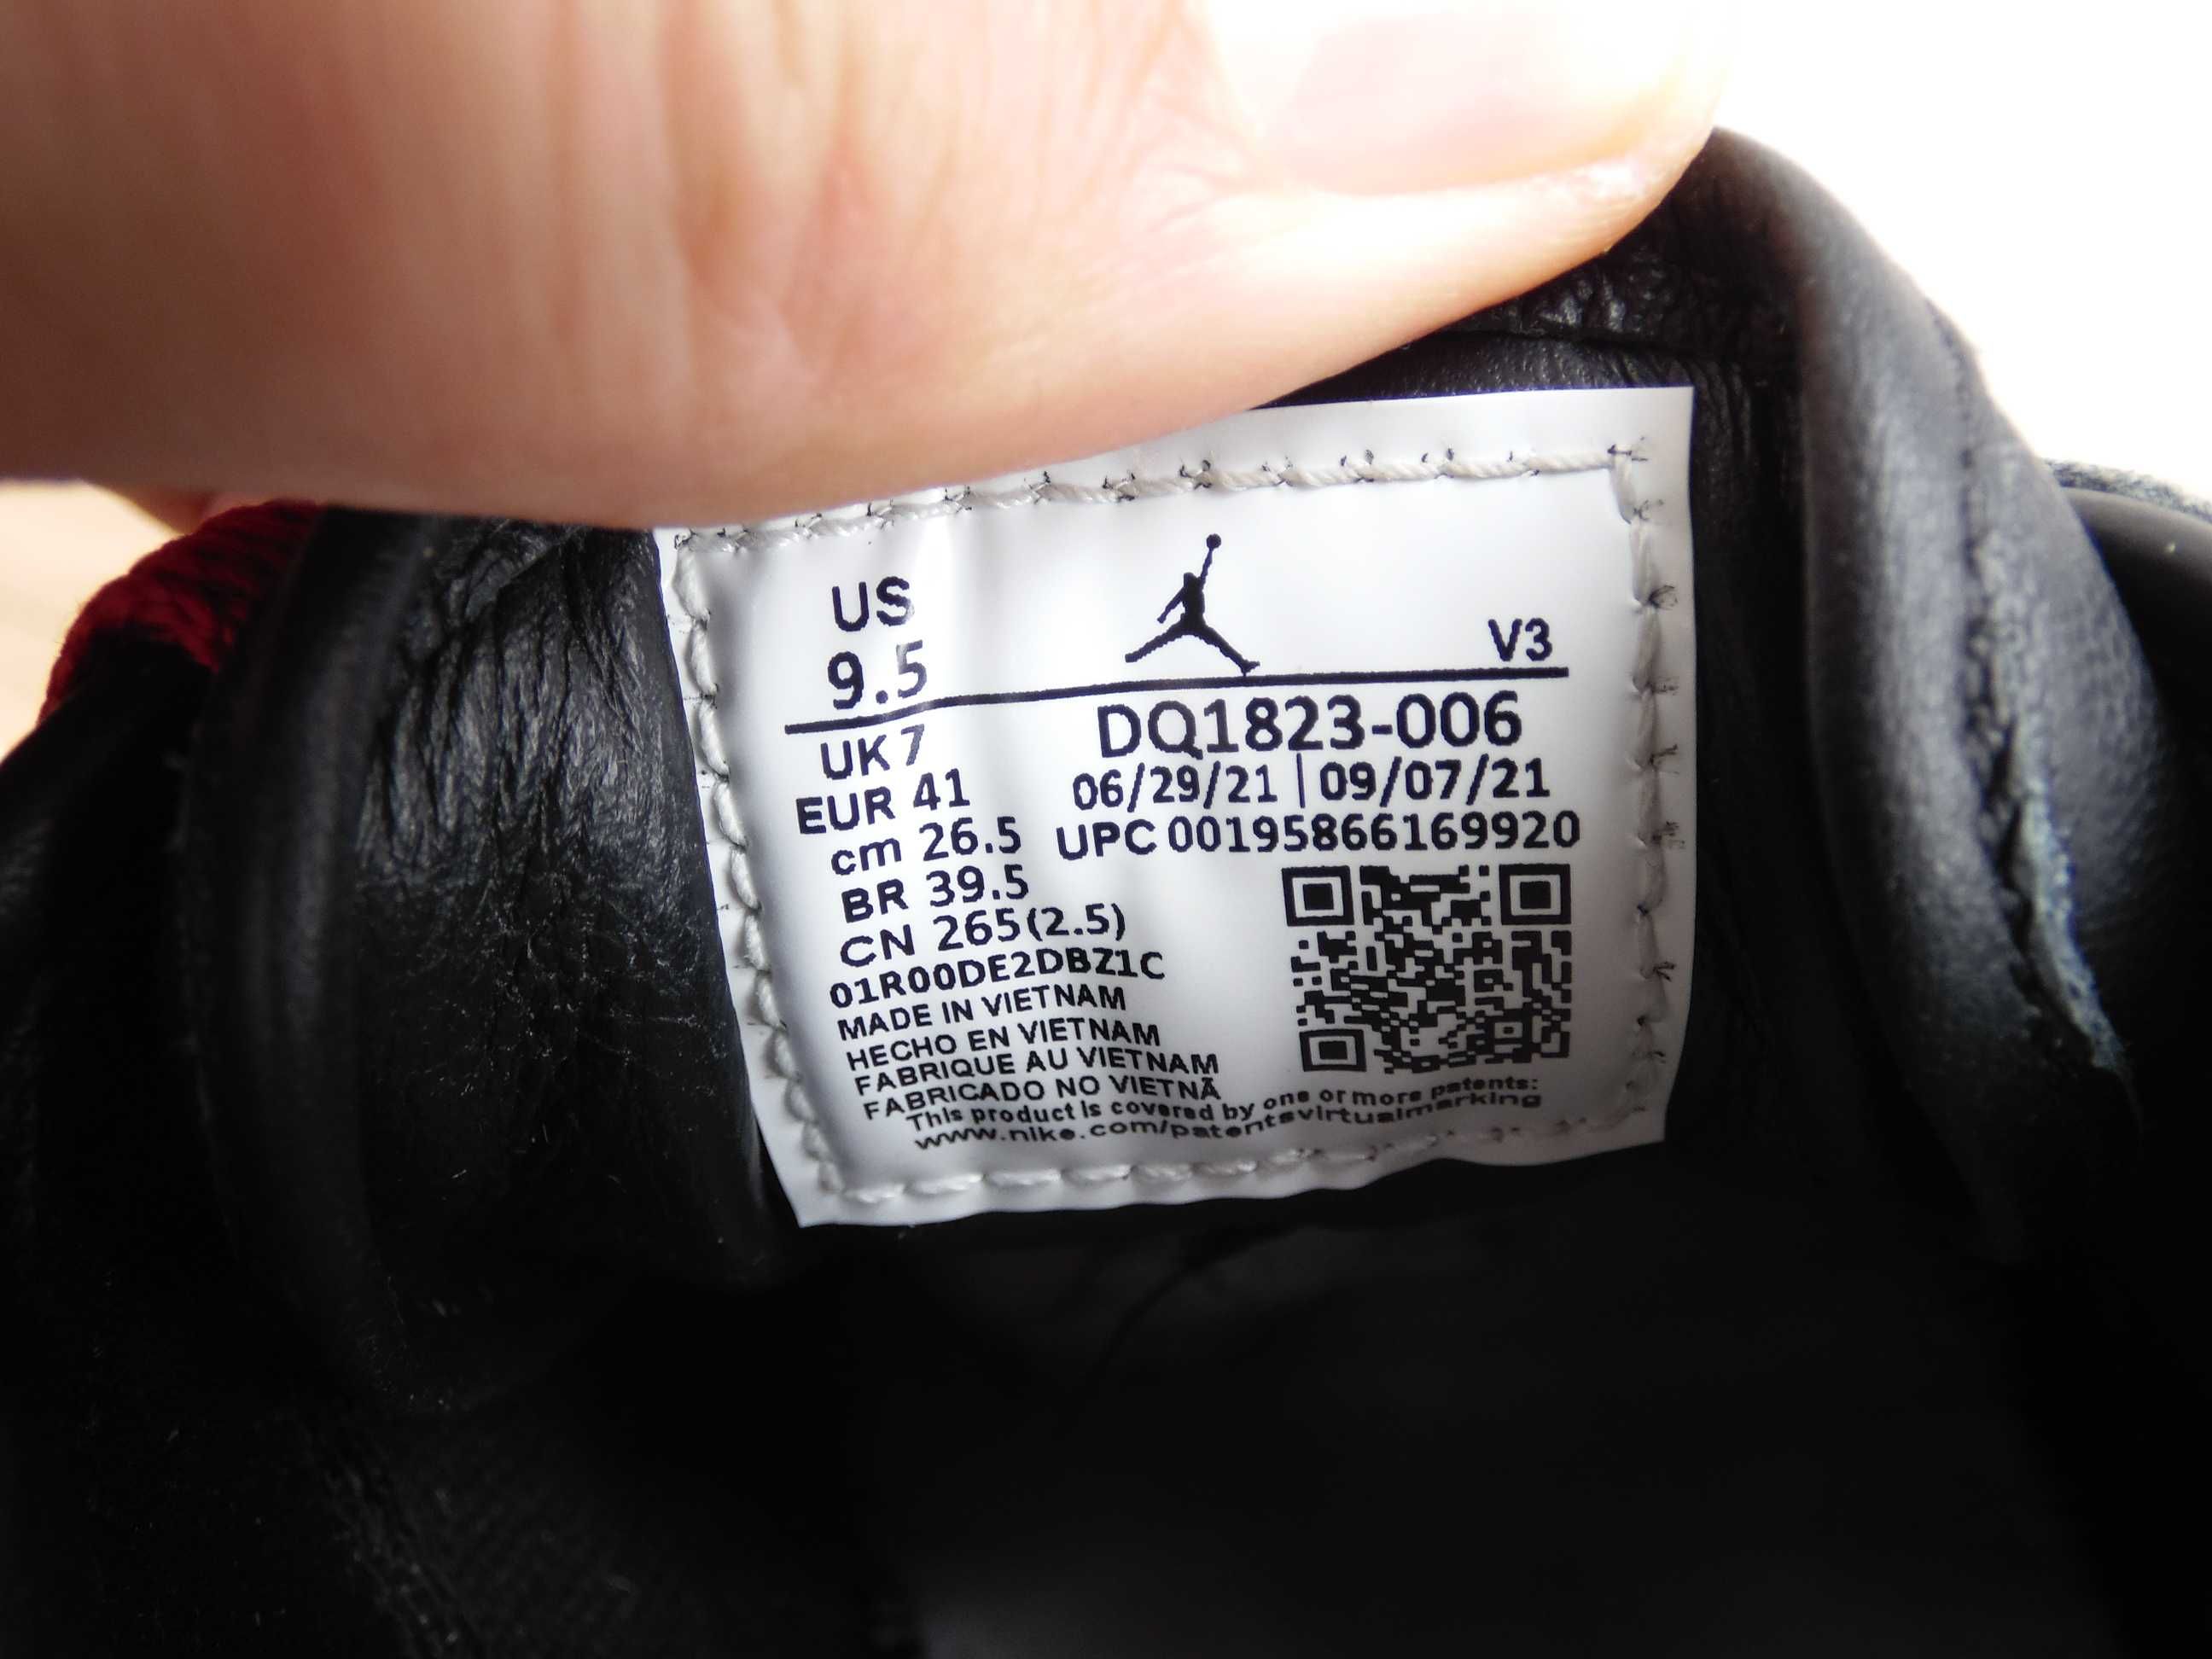 US
9.5
V3
UK 7
EUR 41
cm 26.5
BR 39.5
CN 265(2.5)
01R00DE2DBZ1C
DQ1823-006
06/29/21 | 09/07/21
UPC 00195866169920
MADE IN VIETNAM
HECHO EN VIETNAM
FABRIQUE AU VIETNAM
FABRICADO NO VIETNÃ
This product is covered by one or more patents:
www.nike.com/patentsvirtualmarking